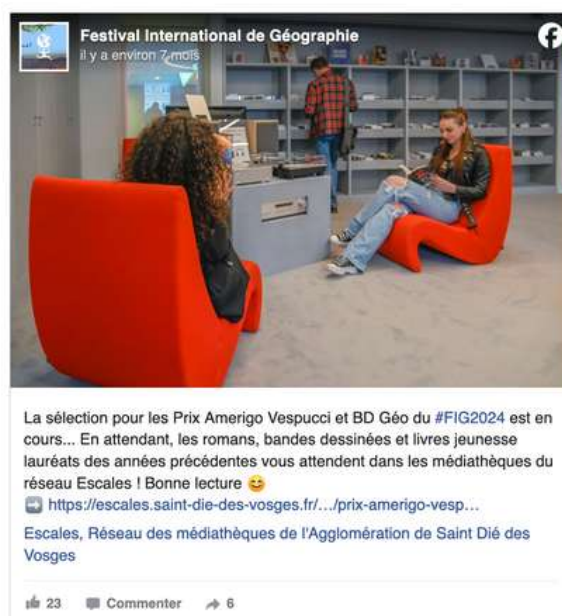 Festival International de Géographie
il y a environ 7 mois
La sélection pour les Prix Amerigo Vespucci et BD Géo du #FIG2024 est en
cours... En attendant, les romans, bandes dessinées et livres jeunesse
lauréats des années précédentes vous attendent dans les médiathèques du
réseau Escales ! Bonne lecture 😊
➡️ https://escales.saint-die-des-vosges.fr/.../prix-amerigo-vesp...
Escales, Réseau des médiathèques de l'Agglomération de Saint Dié des
Vosges
23 Commenter 6